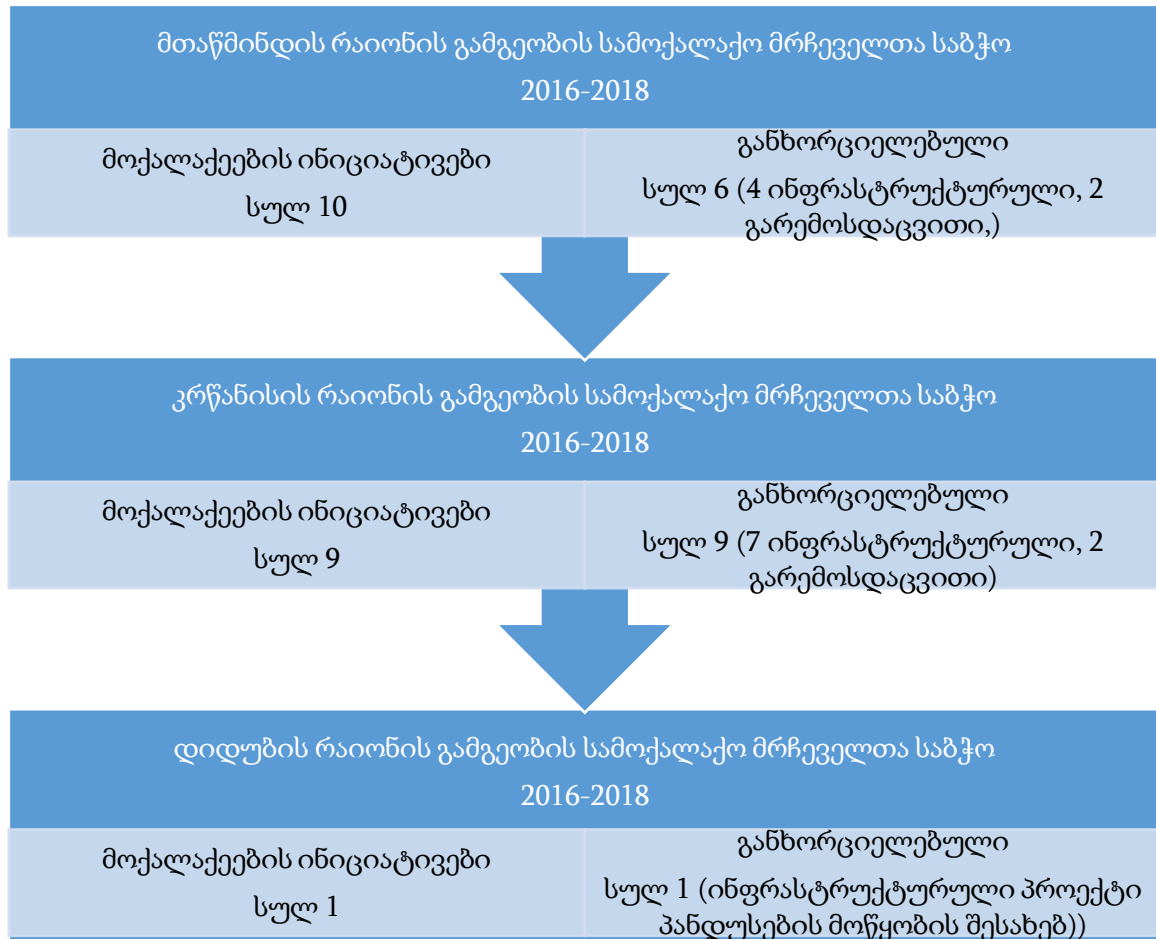 მთაწმინდის რაიონის გამგეობის სამოქალაქო მრჩეველთა საბჭო
2016-2018
მოქალაქეების ინიციატივები
სულ 10
განხორციელებული
სულ 6 (4 ინფრასტრუქტურული, 2
გარემოსდაცვითი,)
კრწანისის რაიონის გამგეობის სამოქალაქო მრჩეველთა საბჭო
2016-2018
მოქალაქეების ინიციატივები
სულ 9
განხორციელებული
სულ 9 (7 ინფრასტრუქტურული, 2
გარემოსდაცვითი)
დიდუბის რაიონის გამგეობის სამოქალაქო მრჩეველთა საბჭო
2016-2018
მოქალაქეების ინიციატივები
სულ 1
განხორციელებული
სულ 1 (ინფრასტრუქტურული პროექტი
პანდუსების მოწყობის შესახებ))